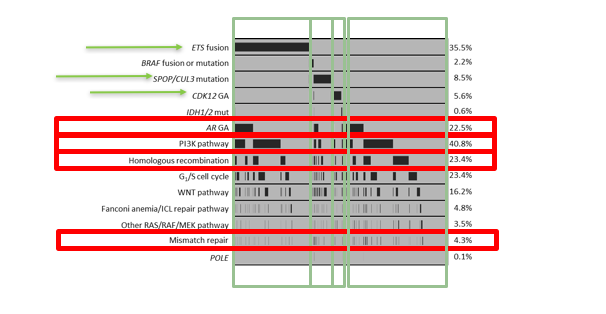 ETS fusion 35.5%
BRAF fusion or mutation 2.2%
SPOP/CUL3 mutation 8.5%
CDK12 GA 5.6%
IDH1/2 mut 0.6%
AR GA 22.5%
PI3K pathway 40.8%
Homologous recombination 23.4%
G₁/S cell cycle 23.4%
WNT pathway 16.2%
Fanconi anemia/ICL repair pathway 4.8%
Other RAS/RAF/MEK pathway 3.5%
Mismatch repair 4.3%
POLE 0.1%